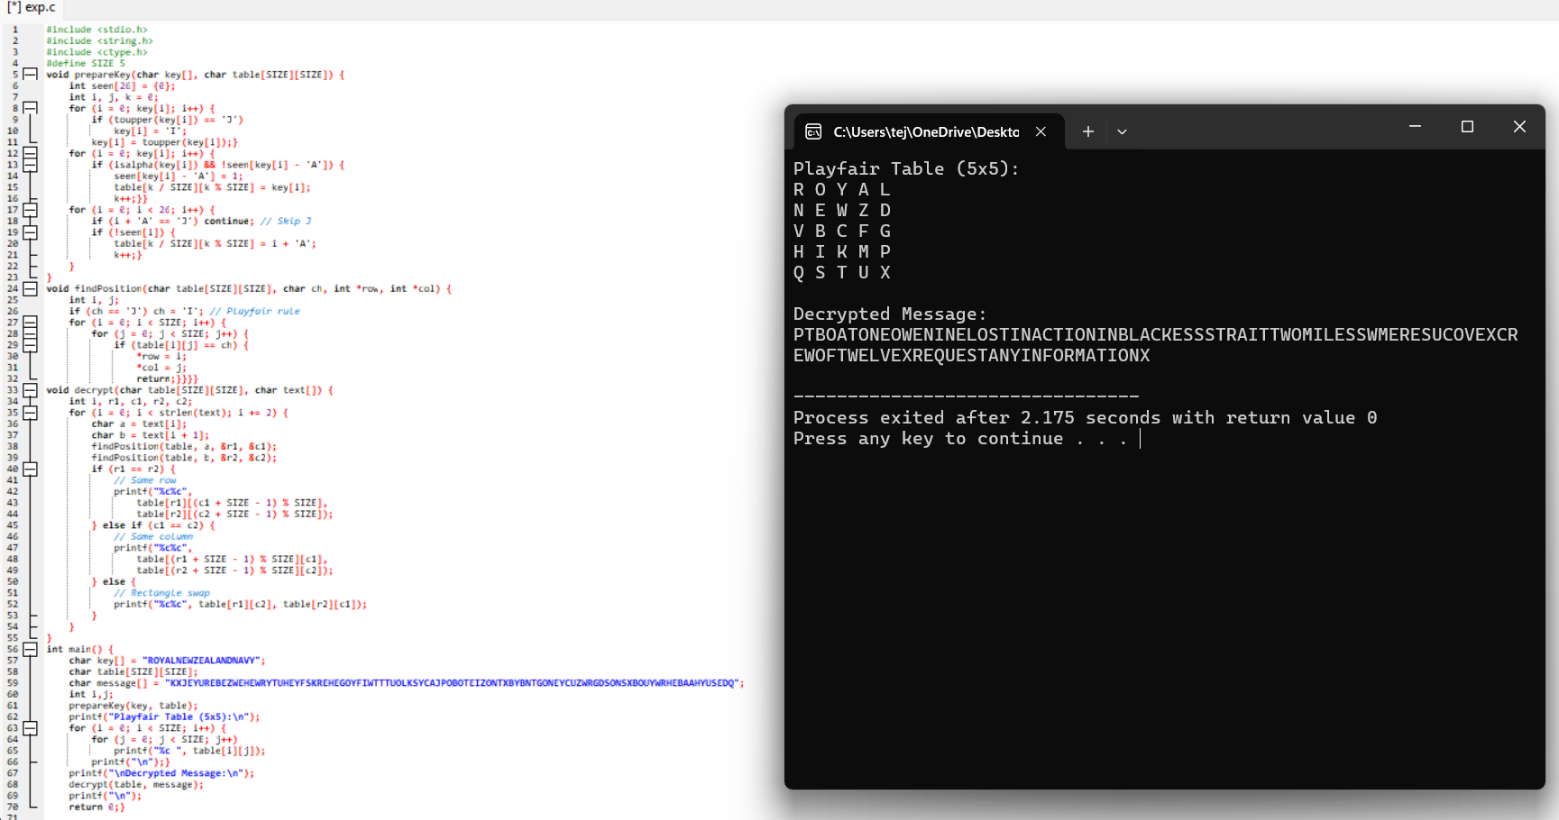 [*] exp.c
1 #include <stdio.h>
2 #include <string.h>
3 #include <ctype.h>
4 #define SIZE 5
5 void prepareKey(char key[], char table[SIZE][SIZE]) {
6 int seen[26] = {0};
7 int i, j, k = 0;
8 for (i = 0; key[i]; i++) {
9 if (toupper(key[i]) == 'J')
10 key[i] = 'I';
11 key[i] = toupper(key[i]);}
12 for (i = 0; key[i]; i++) {
13 if (isalpha(key[i]) && !seen[key[i] - 'A']) {
14 seen[key[i] - 'A'] = 1;
15 table[k / SIZE][k % SIZE] = key[i];
16 k++;}}
17 for (i = 0; i < 26; i++) {
18 if (i + 'A' == 'J') continue; // Skip J
19 if (!seen[i]) {
20 table[k / SIZE][k % SIZE] = i + 'A';
21 k++;}
22 }
23 }
24 void findPosition(char table[SIZE][SIZE], char ch, int *row, int *col) {
25 int i, j;
26 if (ch == 'J') ch = 'I'; // Playfair rule
27 for (i = 0; i < SIZE; i++) {
28 for (j = 0; j < SIZE; j++) {
29 if (table[i][j] == ch) {
30 *row = i;
31 *col = j;
32 return;}}}}
33 void decrypt(char table[SIZE][SIZE], char text[]) {
34 int i, r1, c1, r2, c2;
35 for (i = 0; i < strlen(text); i += 2) {
36 char a = text[i];
37 char b = text[i + 1];
38 findPosition(table, a, &r1, &c1);
39 findPosition(table, b, &r2, &c2);
40 if (r1 == r2) {
41 // Same row
42 printf("%c%c",
43 table[r1][(c1 + SIZE - 1) % SIZE],
44 table[r2][(c2 + SIZE - 1) % SIZE]);
45 } else if (c1 == c2) {
46 // Same column
47 printf("%c%c",
48 table[(r1 + SIZE - 1) % SIZE][c1],
49 table[(r2 + SIZE - 1) % SIZE][c2]);
50 } else {
51 // Rectangle swap
52 printf("%c%c", table[r1][c2], table[r2][c1]);
53 }
54 }
55 }
56 int main() {
57 char key[] = "ROYALNEWZEALANDNAVY";
58 char table[SIZE][SIZE];
59 char message[] = "KXJEYUREBEZWEHEWRYTUHEYFSKREHEGOYFIWTTTUOLKSYCAJPOBOTEIZONTXBYBNTGONEYCUZWRGDSONSXBOUYWRHEBAAHYUSEDQ";
60 int i,j;
61 prepareKey(key, table);
62 printf("Playfair Table (5x5):\n");
63 for (i = 0; i < SIZE; i++) {
64 for (j = 0; j < SIZE; j++)
65 printf("%c ", table[i][j]);
66 printf("\n");}
67 printf("\nDecrypted Message:\n");
68 decrypt(table, message);
69 printf("\n");
70 return 0;}
71
C:\Users\tej\OneDrive\Deskto
Playfair Table (5x5):
R O Y A L
N E W Z D
V B C F G
H I K M P
Q S T U X
Decrypted Message:
PTBOATONEOWENINELOSTINACTIONINBLACKESSSTRAITTWOMILESSWMERESUCOVEXCR
EWOFTWELVEXREQUESTANYINFORMATIONX
--------------------------------
Process exited after 2.175 seconds with return value 0
Press any key to continue . . .